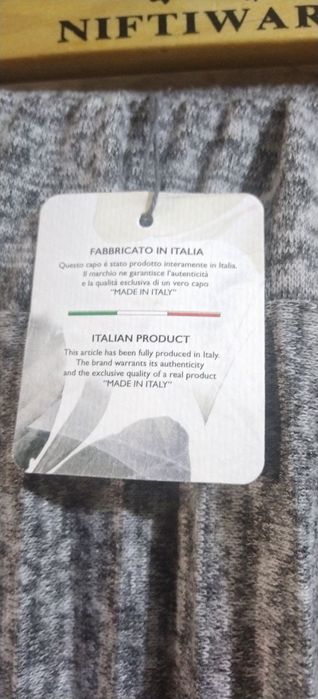 NIFTIWAR
FABBRICATO IN ITALIA
Questo capo è stato prodotto interamente in Italia.
Il marchio ne garantisce l'autenticità
e la qualità esclusiva di un vero capo
"MADE IN ITALY"
ITALIAN PRODUCT
This article has been fully produced in Italy.
The brand warrants its authenticity
and the exclusive quality of a real product
"MADE IN ITALY"